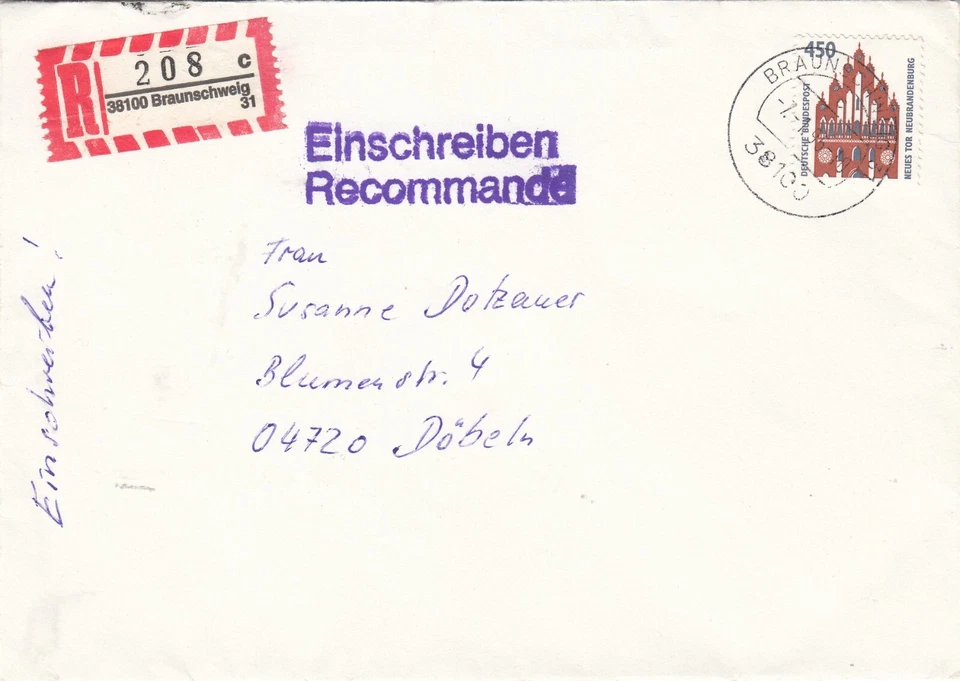 R
208 c
38100 Braunschweig
31
Einschreiben
Recommandé
450
DEUTSCHE BUNDESPOST
NEUES TOR NEUBRANDENBURG
38100
Frau
Susanne Dotzauer
Blumenstr. 4
04720 Döbeln
Einschreiben!